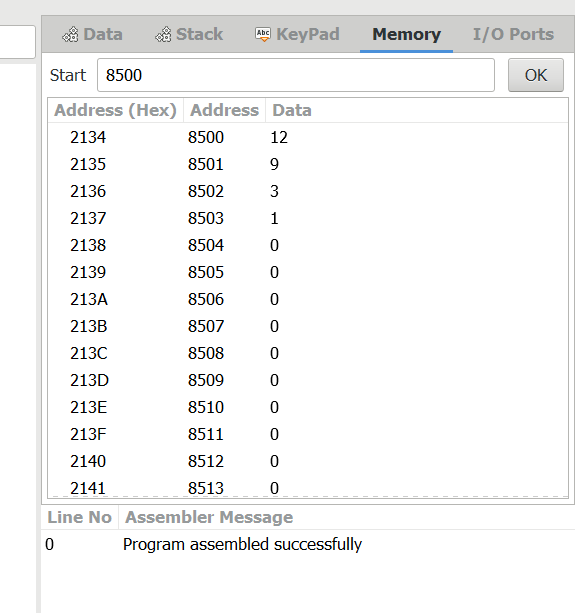 Data Stack Abc KeyPad Memory I/O Ports
Start 8500 OK
Address (Hex) Address Data
2134 8500 12
2135 8501 9
2136 8502 3
2137 8503 1
2138 8504 0
2139 8505 0
213A 8506 0
213B 8507 0
213C 8508 0
213D 8509 0
213E 8510 0
213F 8511 0
2140 8512 0
2141 8513 0
Line No Assembler Message
0 Program assembled successfully